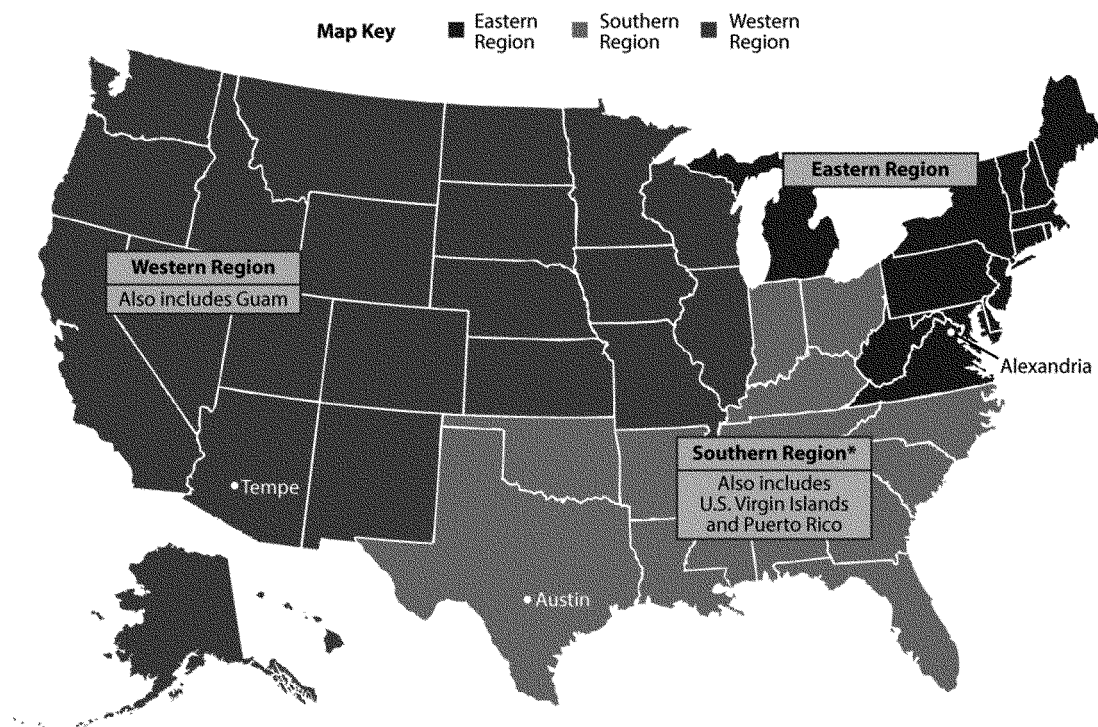 Map Key
Eastern
Region
Southern
Region
Western
Region
Eastern Region
Western Region
Also includes Guam
Alexandria
Southern Region*
Also includes
U.S. Virgin Islands
and Puerto Rico
Tempe
Austin